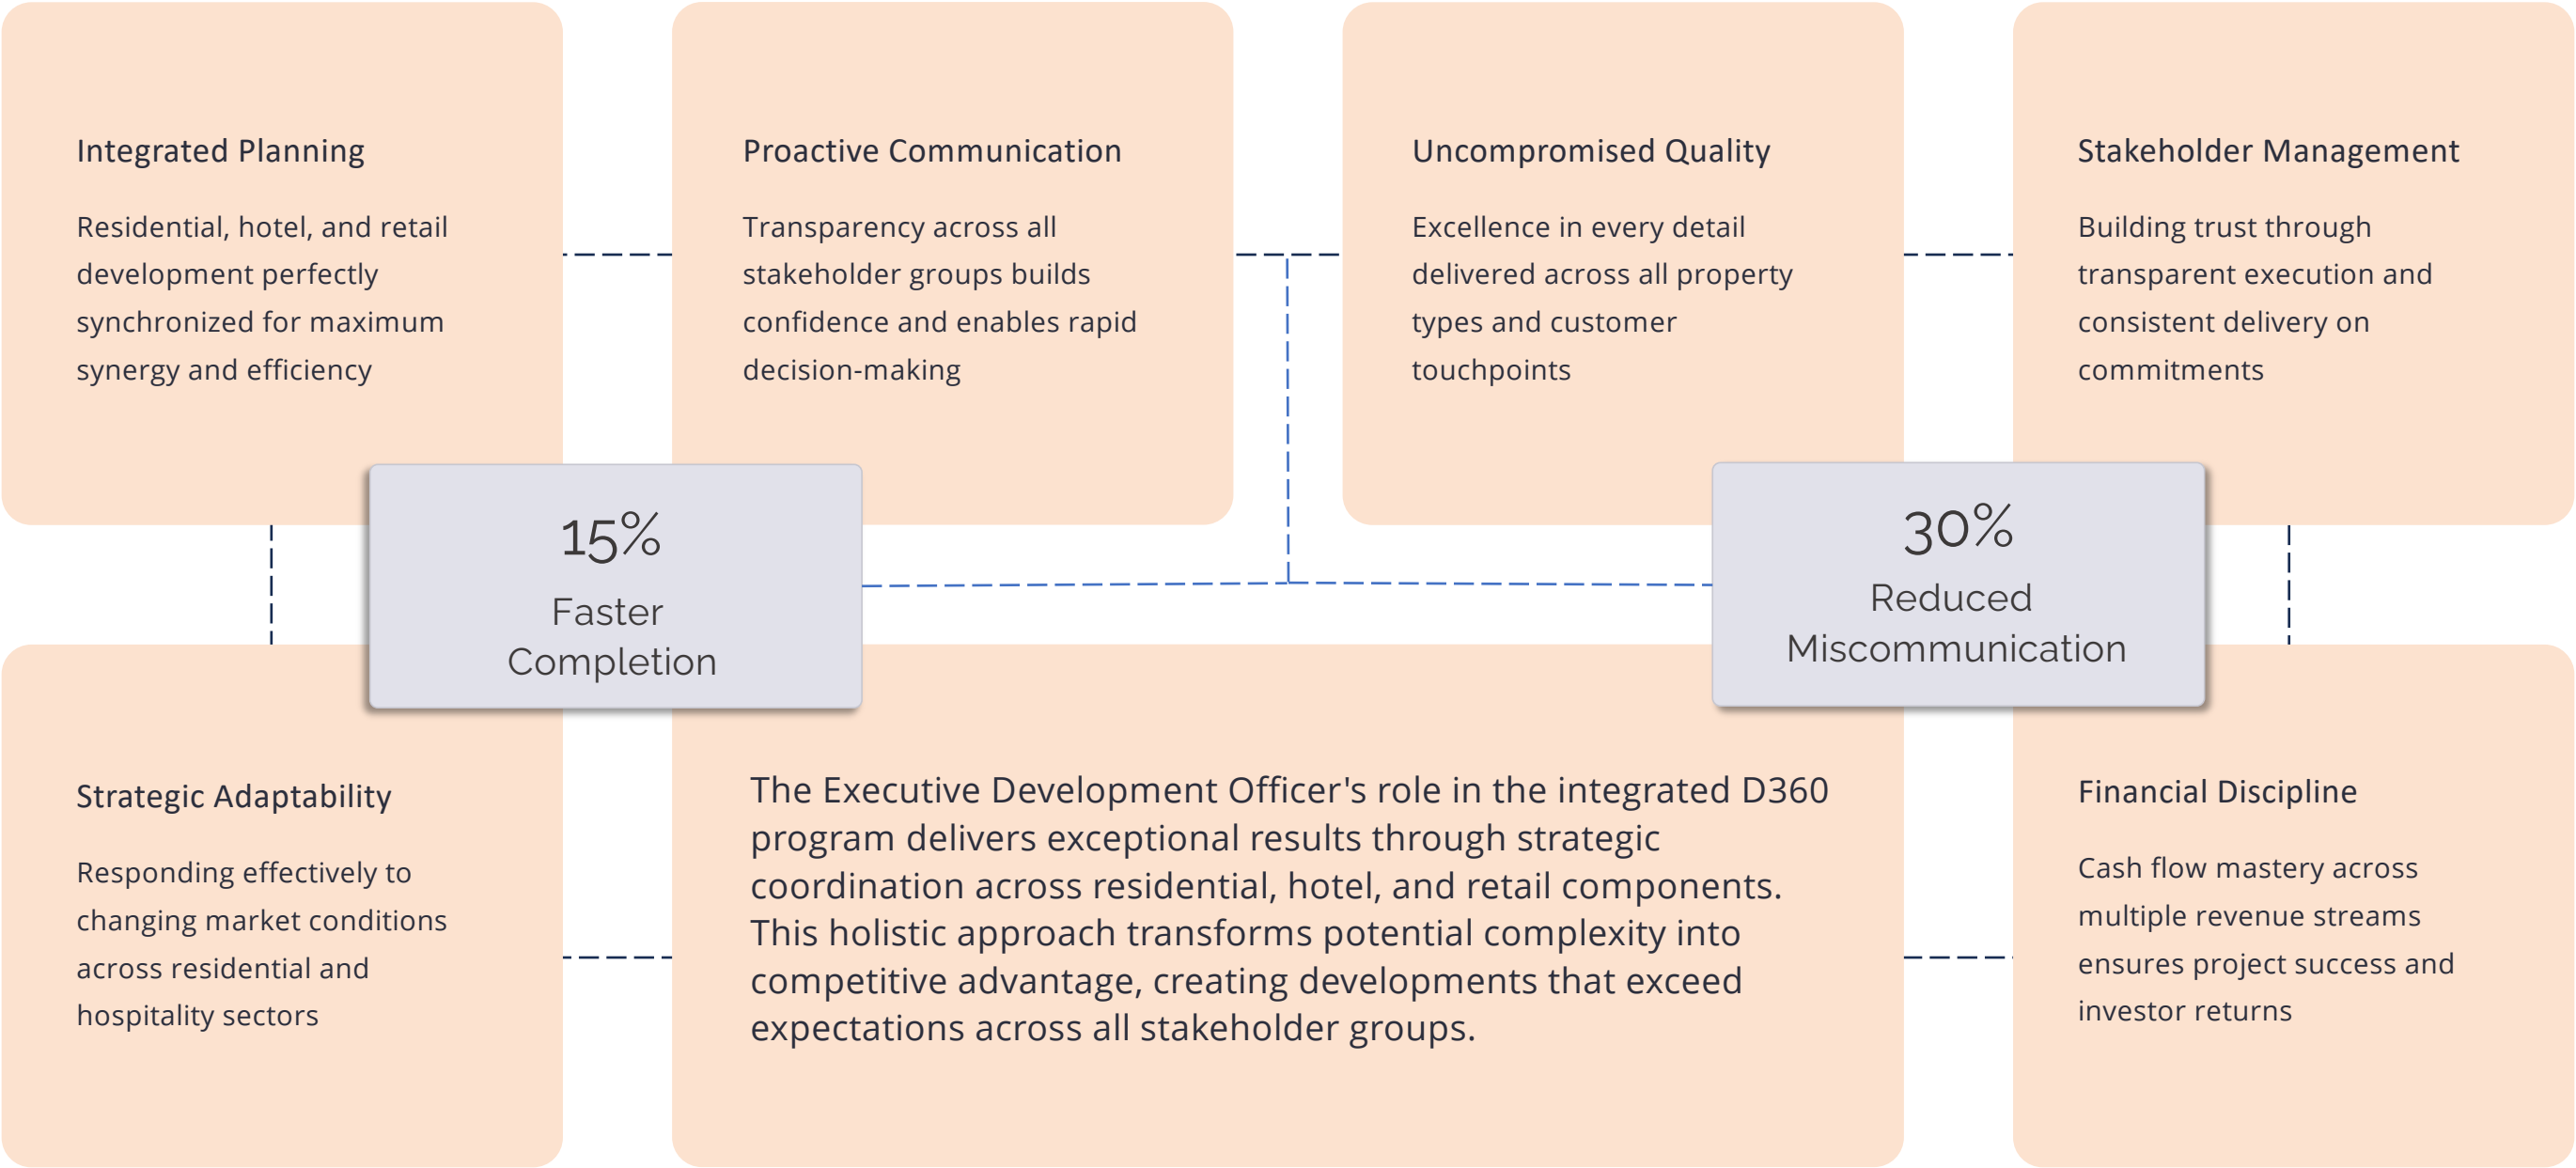 Integrated Planning
Residential, hotel, and retail
development perfectly
synchronized for maximum
synergy and efficiency
Proactive Communication
Transparency across all
stakeholder groups builds
confidence and enables rapid
decision-making
Uncompromised Quality
Excellence in every detail
delivered across all property
types and customer
touchpoints
Stakeholder Management
Building trust through
transparent execution and
consistent delivery on
commitments
15%
Faster
Completion
30%
Reduced
Miscommunication
Strategic Adaptability
Responding effectively to
changing market conditions
across residential and
hospitality sectors
The Executive Development Officer's role in the integrated D360
program delivers exceptional results through strategic
coordination across residential, hotel, and retail components.
This holistic approach transforms potential complexity into
competitive advantage, creating developments that exceed
expectations across all stakeholder groups.
Financial Discipline
Cash flow mastery across
multiple revenue streams
ensures project success and
investor returns